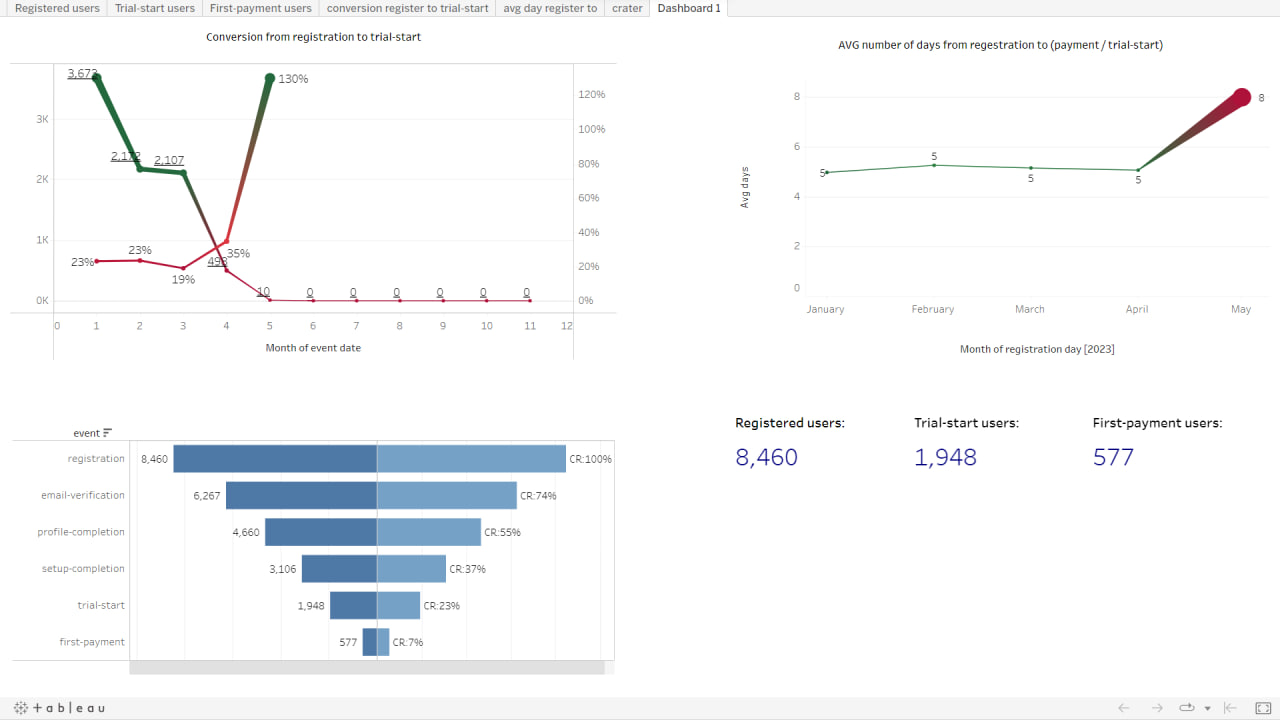 Registered users Trial-start users First-payment users conversion register to trial-start avg day register to crater Dashboard 1
Conversion from registration to trial-start
3,673
130%
2,172
2,107
23%
23%
19%
35%
498
10
0 0 0 0 0 0
3K
2K
1K
0K
120%
100%
80%
60%
40%
20%
0%
0 1 2 3 4 5 6 7 8 9 10 11 12
Month of event date
AVG number of days from regestration to (payment / trial-start)
8
6
4
2
0
Avg days
5
5
5
5
8
January February March April May
Month of registration day [2023]
event
registration 8,460 CR:100%
email-verification 6,267 CR:74%
profile-completion 4,660 CR:55%
setup-completion 3,106 CR:37%
trial-start 1,948 CR:23%
first-payment 577 CR:7%
Registered users: Trial-start users: First-payment users:
8,460 1,948 577
+ableau